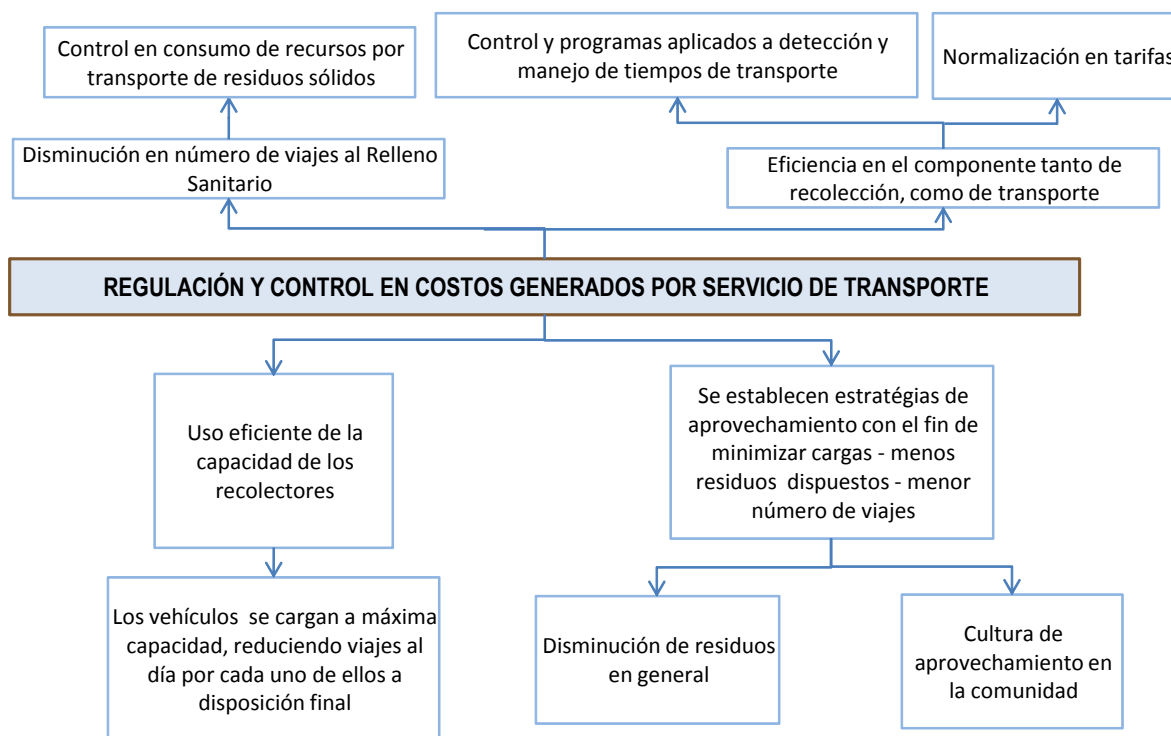 Control en consumo de recursos por
transporte de residuos sólidos
Control y programas aplicados a detección y
manejo de tiempos de transporte
Normalización en tarifas
Disminución en número de viajes al Relleno
Sanitario
Eficiencia en el componente tanto de
recolección, como de transporte
REGULACIÓN Y CONTROL EN COSTOS GENERADOS POR SERVICIO DE TRANSPORTE
Uso eficiente de la
capacidad de los
recolectores
Se establecen estratégias de
aprovechamiento con el fin de
minimizar cargas - menos
residuos dispuestos - menor
número de viajes
Los vehículos se cargan a máxima
capacidad, reduciendo viajes al
día por cada uno de ellos a
disposición final
Disminución de residuos
en general
Cultura de
aprovechamiento en
la comunidad